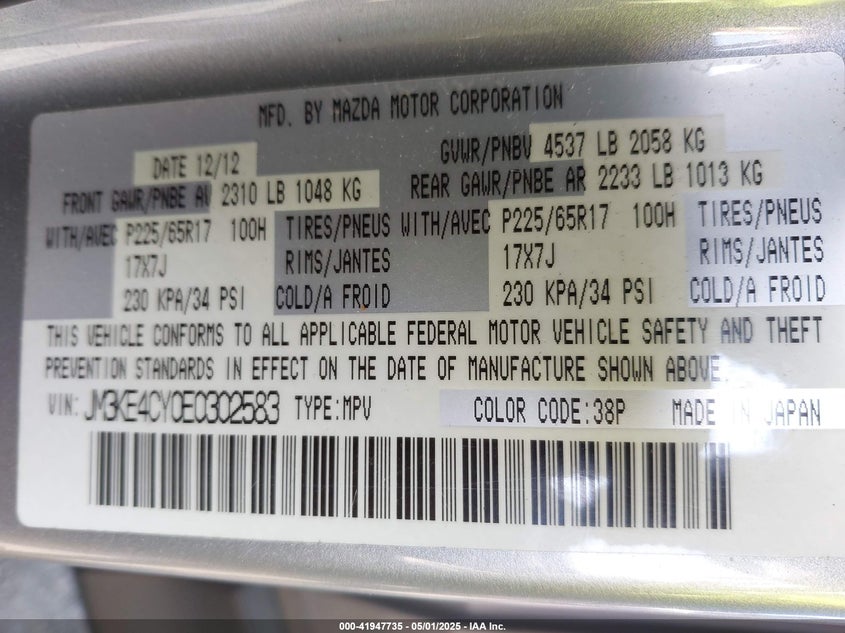 MFD. BY MAZDA MOTOR CORPORATION
DATE 12/12 GVWR/PNBV 4537 LB 2058 KG
FRONT GAWR/PNBE AV 2310 LB 1048 KG REAR GAWR/PNBE AR 2233 LB 1013 KG
WITH/AVEC P225/65R17 100H TIRES/PNEUS WITH/AVEC P225/65R17 100H TIRES/PNEUS
17X7J RIMS/JANTES 17X7J RIMS/JANTES
230 KPA/34 PSI COLD/A FROID 230 KPA/34 PSI COLD/A FROID
THIS VEHICLE CONFORMS TO ALL APPLICABLE FEDERAL MOTOR VEHICLE SAFETY AND THEFT
PREVENTION STANDARDS IN EFFECT ON THE DATE OF MANUFACTURE SHOWN ABOVE.
VIN: JM3KE4CY0E0302583 TYPE:MPV COLOR CODE:38P MADE IN JAPAN
000-41947735 - 05/01/2025 - IAA Inc.